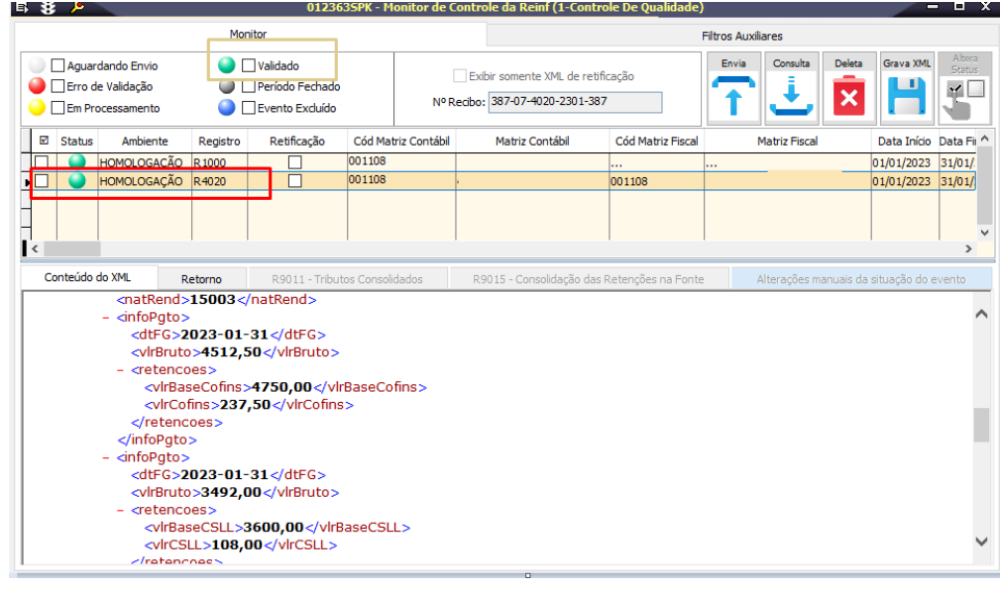 012363SPK - Monitor de Controle da Reinf (1-Controle De Qualidade)
Monitor
Filtros Auxiliares
Aguardando Envio
Validado
Erro de Validação
Período Fechado
Em Processamento
Evento Excluído
Exibir somente XML de retificação
Nº Recibo: 387-07-4020-2301-387
Envia
Consulta
Deleta
Grava XML
Altera Status
Status Ambiente Registro Retificação Cód Matriz Contábil Matriz Contábil Cód Matriz Fiscal Matriz Fiscal Data Início Data Fi
HOMOLOGAÇÃO R1000 001108 ... ... 01/01/2023 31/01/
HOMOLOGAÇÃO R4020 001108 001108 01/01/2023 31/01/
Conteúdo do XML
Retorno
R9011 - Tributos Consolidados
R9015 - Consolidação das Retenções na Fonte
Alterações manuais da situação do evento
<natRend>15003</natRend>
– <infoPgto>
<dtFG>2023-01-31</dtFG>
<vlrBruto>4512,50</vlrBruto>
– <retencoes>
<vlrBaseCofins>4750,00</vlrBaseCofins>
<vlrCofins>237,50</vlrCofins>
</retencoes>
</infoPgto>
– <infoPgto>
<dtFG>2023-01-31</dtFG>
<vlrBruto>3492,00</vlrBruto>
– <retencoes>
<vlrBaseCSLL>3600,00</vlrBaseCSLL>
<vlrCSLL>108,00</vlrCSLL>
</retencoes>